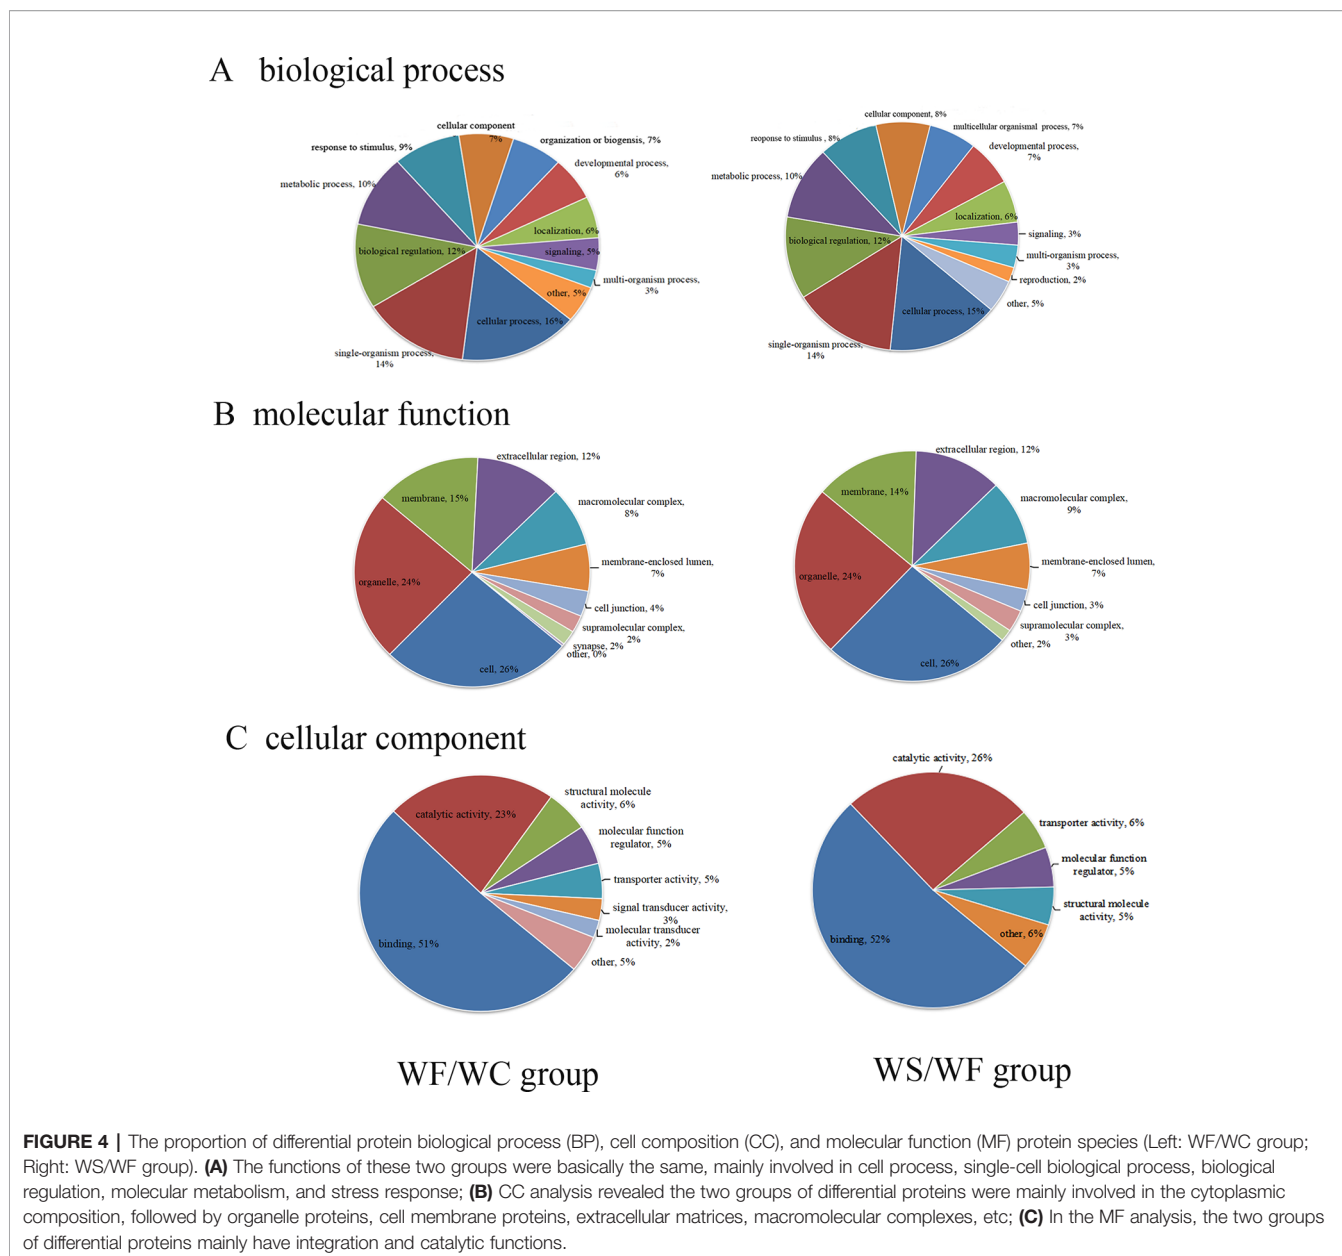 A biological process
cellular component
7%
organization or biogensis, 7%
response to stimulus, 9%
developmental process,
6%
metabolic process, 10%
localization, 6%
biological regulation, 12%
signaling, 5%
multi-organism process,
3%
other, 5%
cellular process, 16%
single-organism process,
14%
cellular component, 8%
multicellular organismal process, 7%
reoponse to stimulus , 8%
developmental process,
7%
metabolic process, 10%
localization, 6%
signaling, 3%
biological regulation, 12%
multi-organism process,
3%
reproduction, 2%
other, 5%
cellular process, 15%
single-organism process,
14%
B molecular function
extracellular region, 12%
membrane, 15%
macromolecular complex,
8%
membrane-enclosed lumen,
7%
organelle, 24%
cell junction, 4%
supramolecular complex,
2%
synapse, 2%
other, 0%
cell, 26%
extracellular region, 12%
membrane, 14%
macromolecular complex,
9%
membrane-enclosed lumen,
7%
organelle, 24%
cell junction, 3%
supramolecular complex,
3%
other, 2%
cell, 26%
C cellular component
structural molecule
activity, 6%
catalytic activity, 23%
molecular function
regulator, 5%
transporter activity, 5%
signal transducer activity,
3%
molecular transducer
activity, 2%
binding, 51%
other, 5%
catalytic activity, 26%
transporter activity, 6%
molecular function
regulator, 5%
structural molecule
activity, 5%
other, 6%
binding, 52%
WF/WC group
WS/WF group
FIGURE 4 | The proportion of differential protein biological process (BP), cell composition (CC), and molecular function (MF) protein species (Left: WF/WC group;
Right: WS/WF group). (A) The functions of these two groups were basically the same, mainly involved in cell process, single-cell biological process, biological
regulation, molecular metabolism, and stress response; (B) CC analysis revealed the two groups of differential proteins were mainly involved in the cytoplasmic
composition, followed by organelle proteins, cell membrane proteins, extracellular matrices, macromolecular complexes, etc; (C) In the MF analysis, the two groups
of differential proteins mainly have integration and catalytic functions.